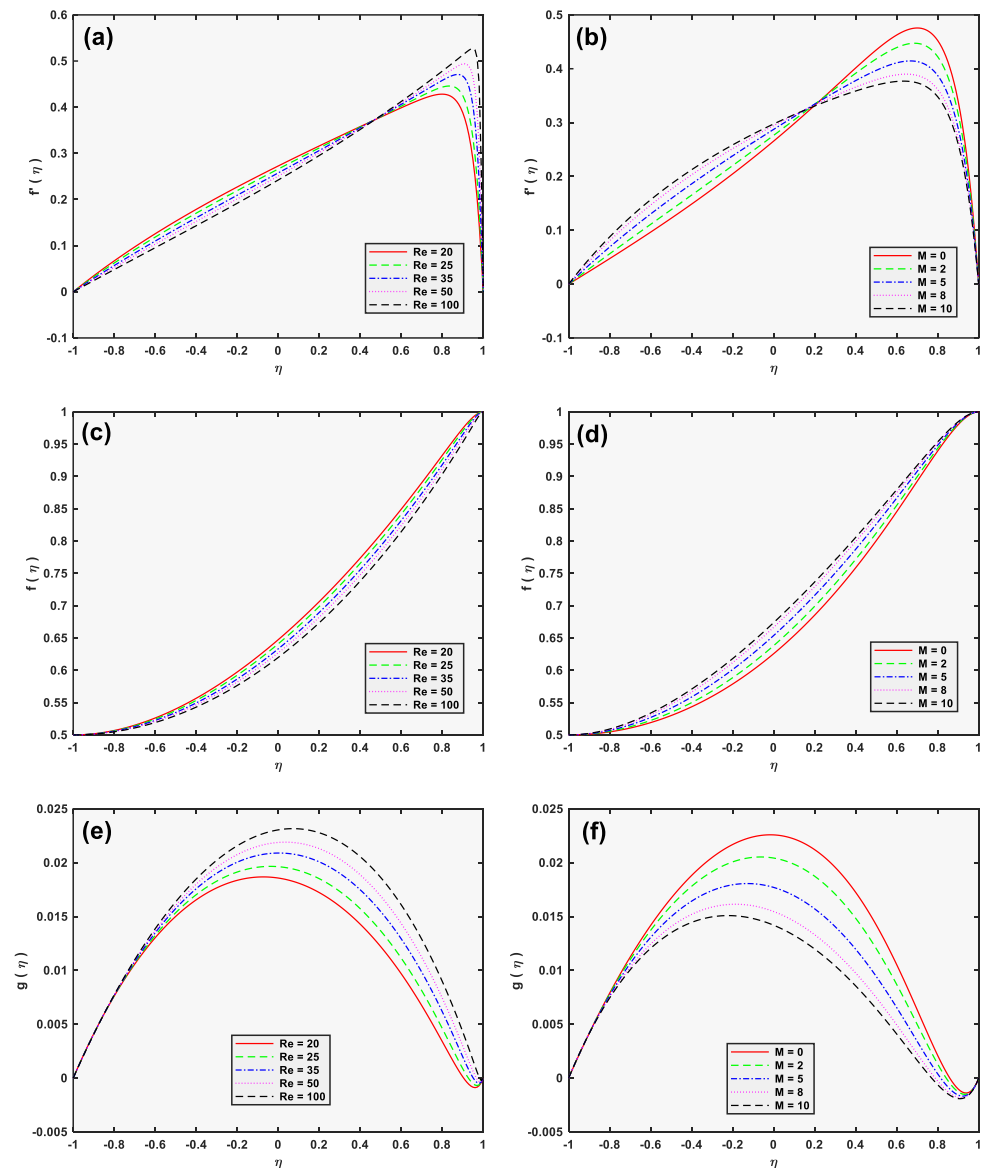 (a)
0.6
0.5
0.4
0.3
0.2
0.1
0
-0.1
f' ( η )
-1 -0.8 -0.6 -0.4 -0.2 0 0.2 0.4 0.6 0.8 1
η
Re = 20
Re = 25
Re = 35
Re = 50
Re = 100
(b)
0.5
0.4
0.3
0.2
0.1
0
-0.1
f' ( η )
-1 -0.8 -0.6 -0.4 -0.2 0 0.2 0.4 0.6 0.8 1
η
M = 0
M = 2
M = 5
M = 8
M = 10
(c)
1
0.95
0.9
0.85
0.8
0.75
0.7
0.65
0.6
0.55
0.5
f ( η )
-1 -0.8 -0.6 -0.4 -0.2 0 0.2 0.4 0.6 0.8 1
η
Re = 20
Re = 25
Re = 35
Re = 50
Re = 100
(d)
1
0.95
0.9
0.85
0.8
0.75
0.7
0.65
0.6
0.55
0.5
f ( η )
-1 -0.8 -0.6 -0.4 -0.2 0 0.2 0.4 0.6 0.8 1
η
M = 0
M = 2
M = 5
M = 8
M = 10
(e)
0.025
0.02
0.015
0.01
0.005
0
-0.005
g ( η )
-1 -0.8 -0.6 -0.4 -0.2 0 0.2 0.4 0.6 0.8 1
η
Re = 20
Re = 25
Re = 35
Re = 50
Re = 100
(f)
0.025
0.02
0.015
0.01
0.005
0
-0.005
g ( η )
-1 -0.8 -0.6 -0.4 -0.2 0 0.2 0.4 0.6 0.8 1
η
M = 0
M = 2
M = 5
M = 8
M = 10